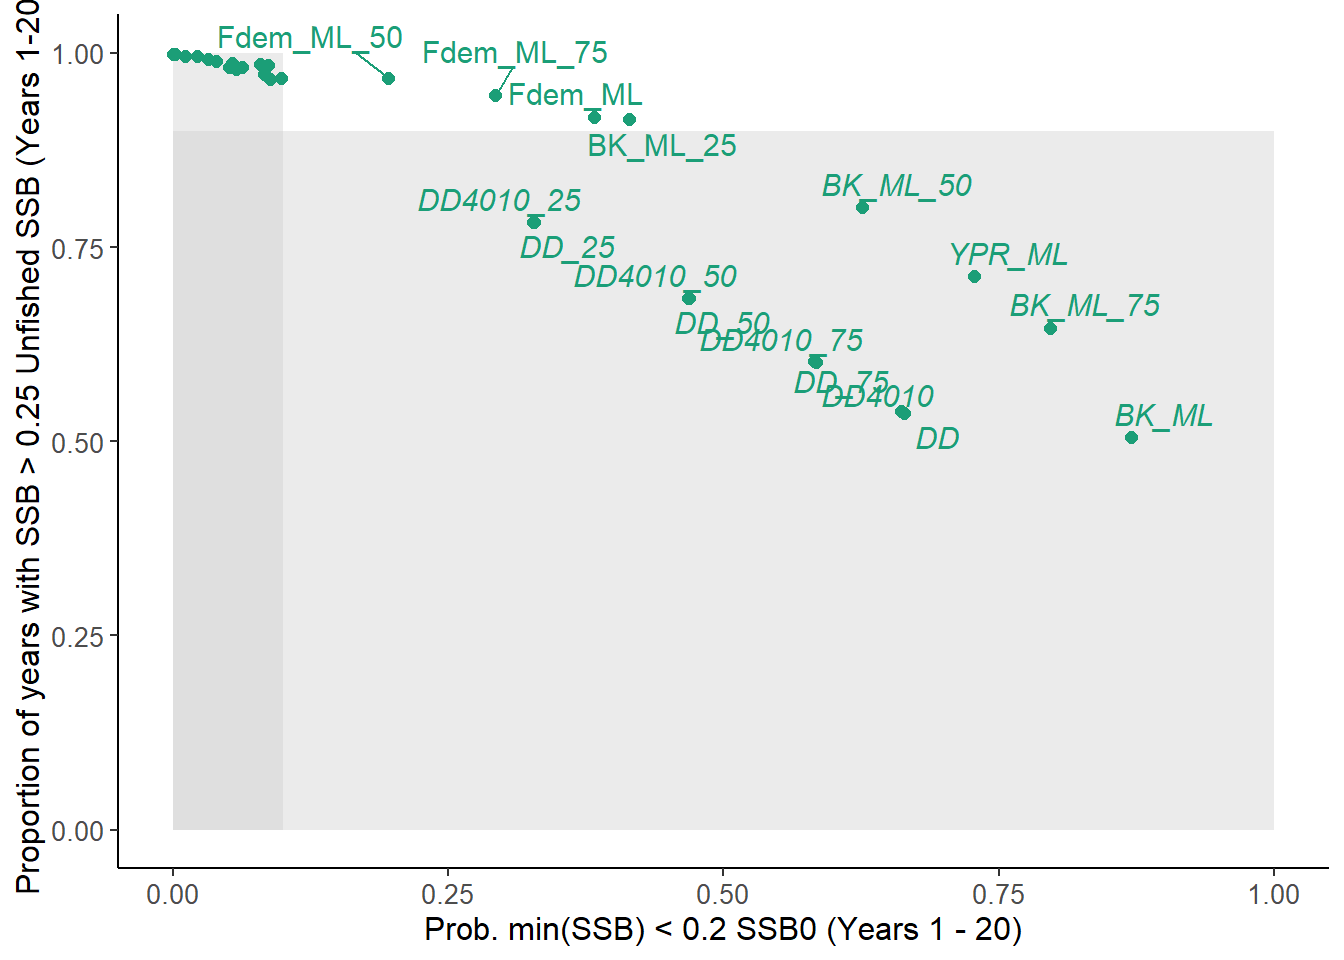 Proportion of years with SSB > 0.25 Unfished SSB (Years 1-20
1.00
0.75
0.50
0.25
0.00
Fdem_ML_50
Fdem_ML_75
Fdem_ML
BK_ML_25
BK_ML_50
DD4010_25
DD_25
YPR_ML
DD4010_50
BK_ML_75
DD_50
DD4010_75
DD_75
DD4010
BK_ML
DD
0.00
0.25
0.50
0.75
1.00
Prob. min(SSB) < 0.2 SSB0 (Years 1 - 20)